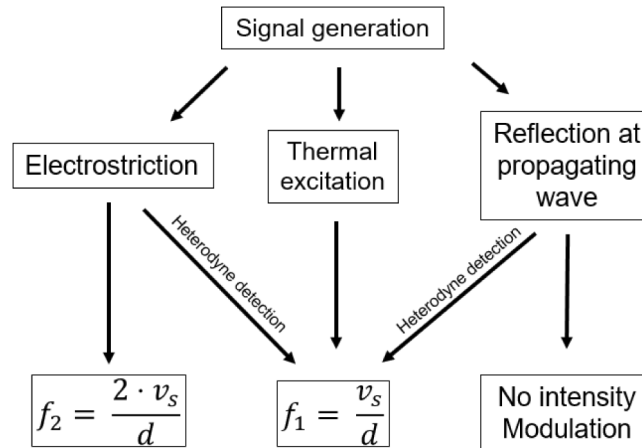 Signal generation
Electrostriction
Thermal
excitation
Reflection at
propagating
wave
Heterodyne detection
Heterodyne detection
f₂ = 2 · vₛ / d
f₁ = vₛ / d
No intensity
Modulation